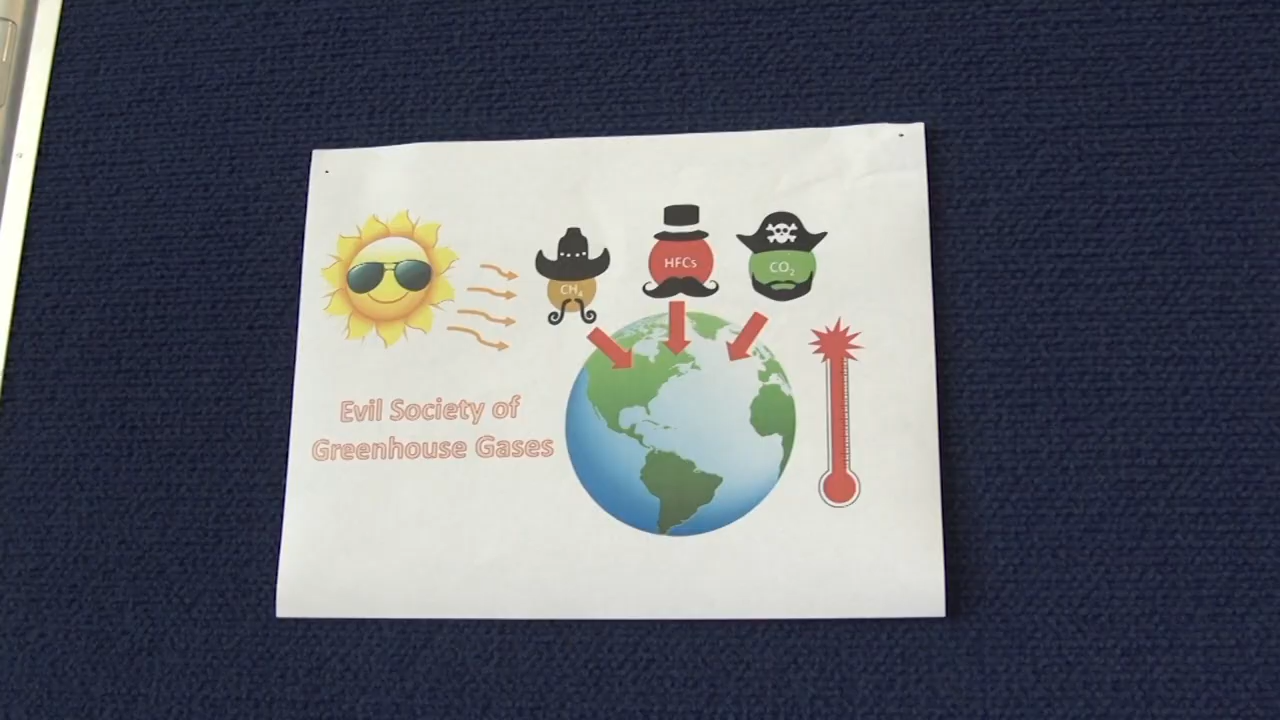 CH₄
HFCs
CO₂
Evil Society of
Greenhouse Gases